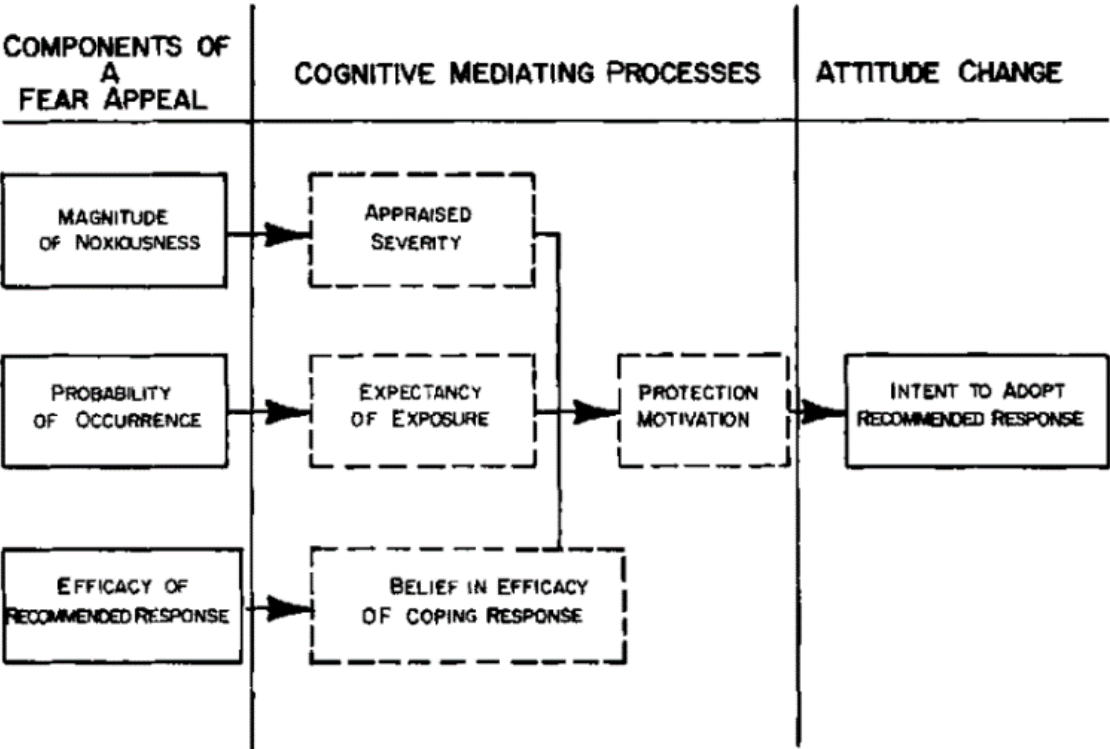 COMPONENTS OF
A
FEAR APPEAL
COGNITIVE MEDIATING PROCESSES
ATTITUDE CHANGE
MAGNITUDE
OF NOXIOUSNESS
APPRAISED
SEVERITY
PROBABILITY
OF OCCURRENCE
EXPECTANCY
OF EXPOSURE
PROTECTION
MOTIVATION
INTENT TO ADOPT
RECOMMENDED RESPONSE
EFFICACY OF
RECOMMENDED RESPONSE
BELIEF IN EFFICACY
OF COPING RESPONSE